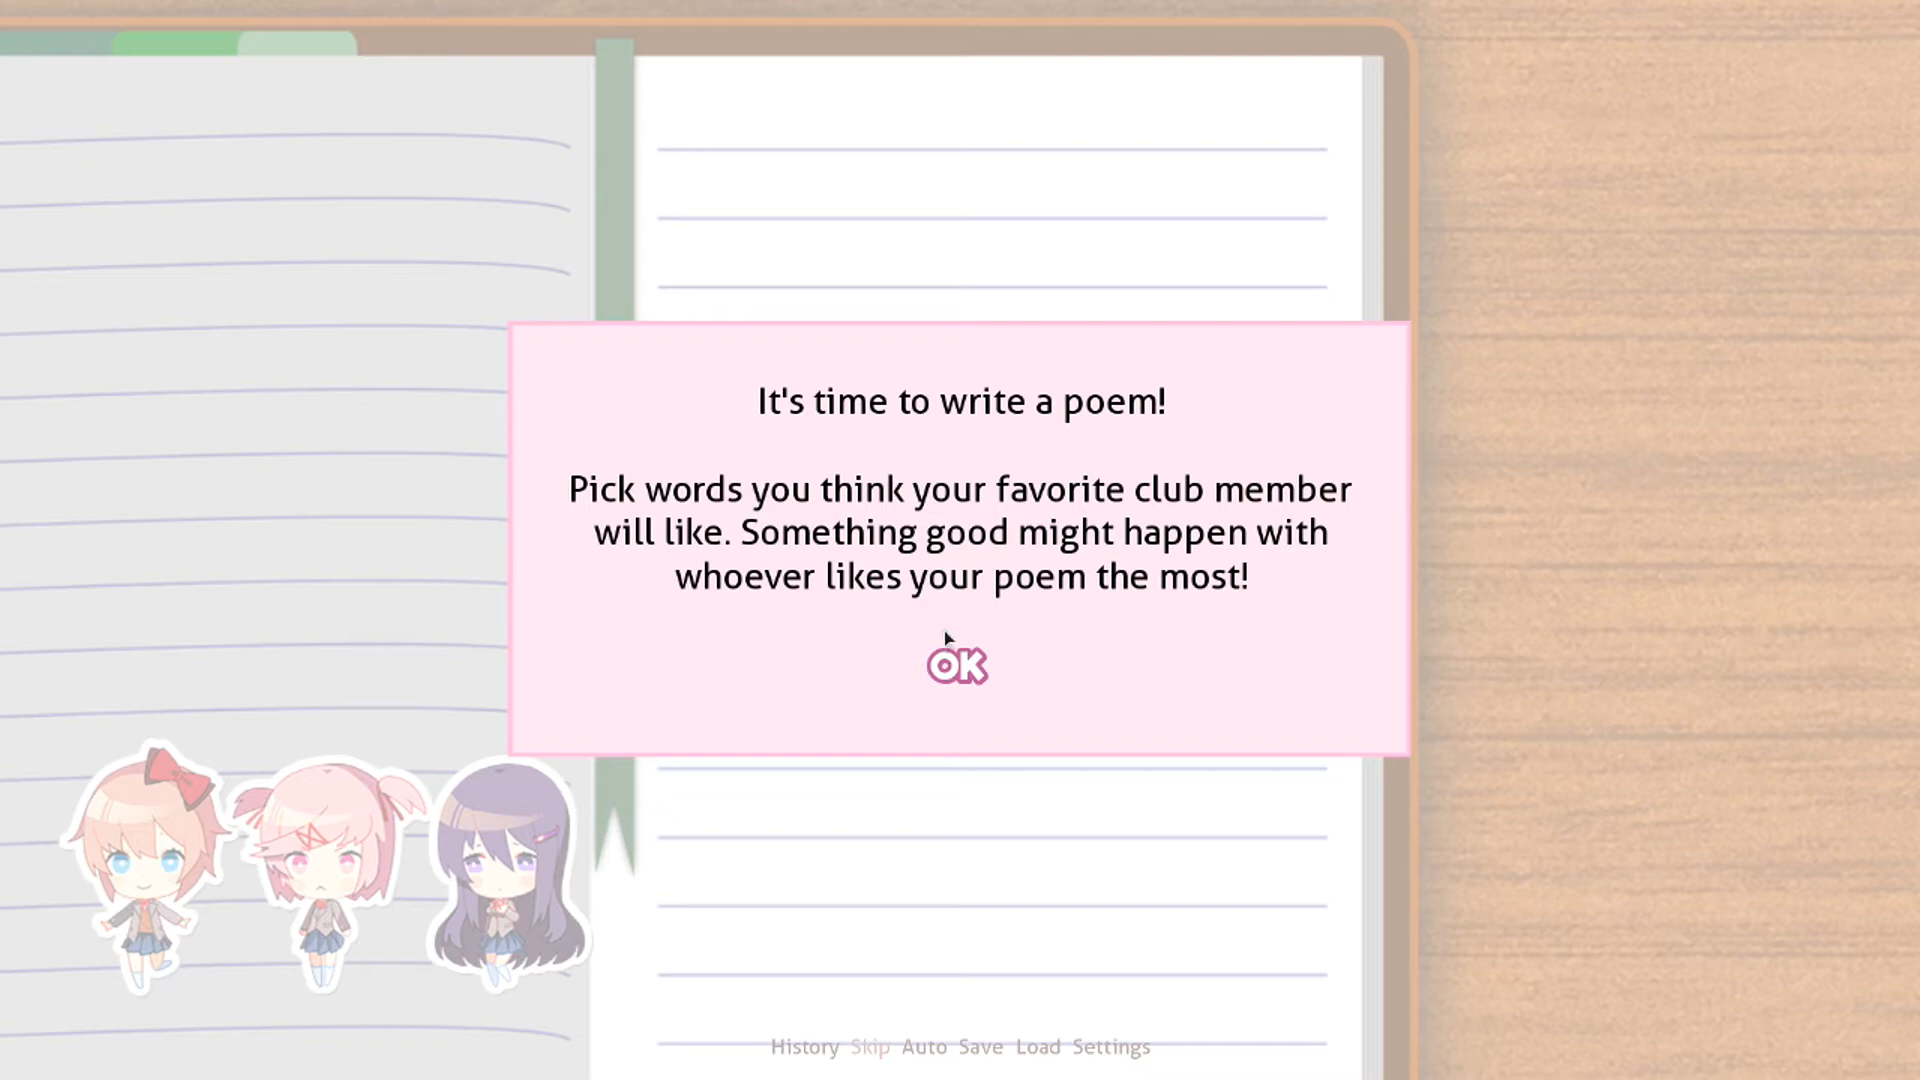 It's time to write a poem!
Pick words you think your favorite club member
will like. Something good might happen with
whoever likes your poem the most!
OK
History Skip Auto Save Load Settings